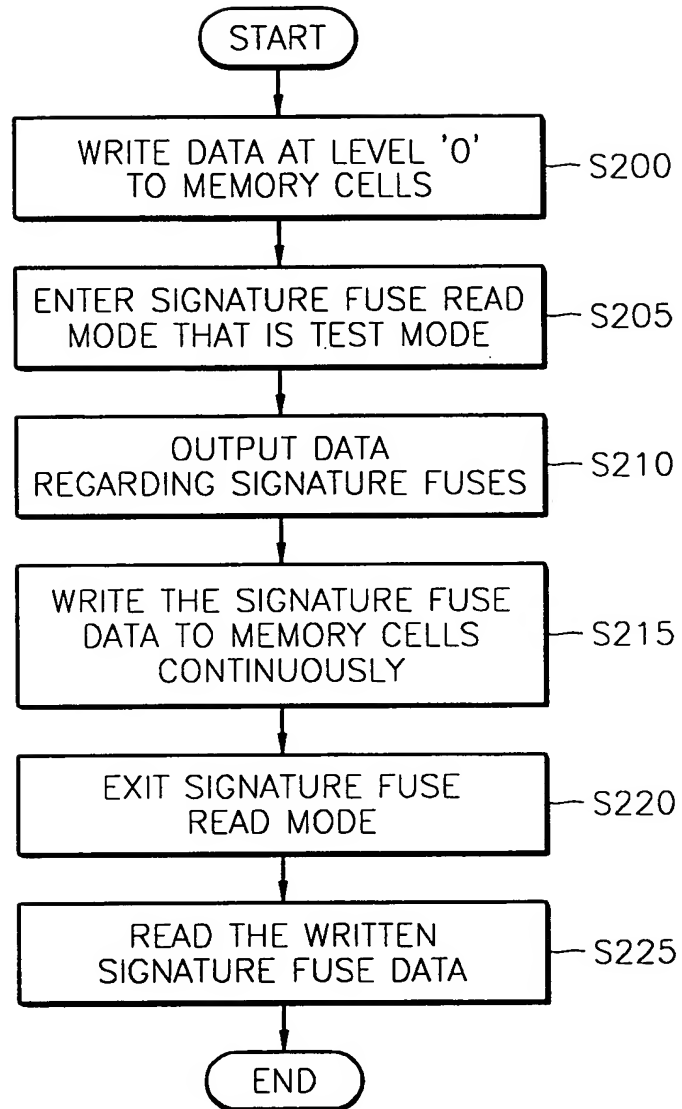 START
WRITE DATA AT LEVEL '0'
TO MEMORY CELLS
S200
ENTER SIGNATURE FUSE READ
MODE THAT IS TEST MODE
S205
OUTPUT DATA
REGARDING SIGNATURE FUSES
S210
WRITE THE SIGNATURE FUSE
DATA TO MEMORY CELLS
CONTINUOUSLY
S215
EXIT SIGNATURE FUSE
READ MODE
S220
READ THE WRITTEN
SIGNATURE FUSE DATA
S225
END